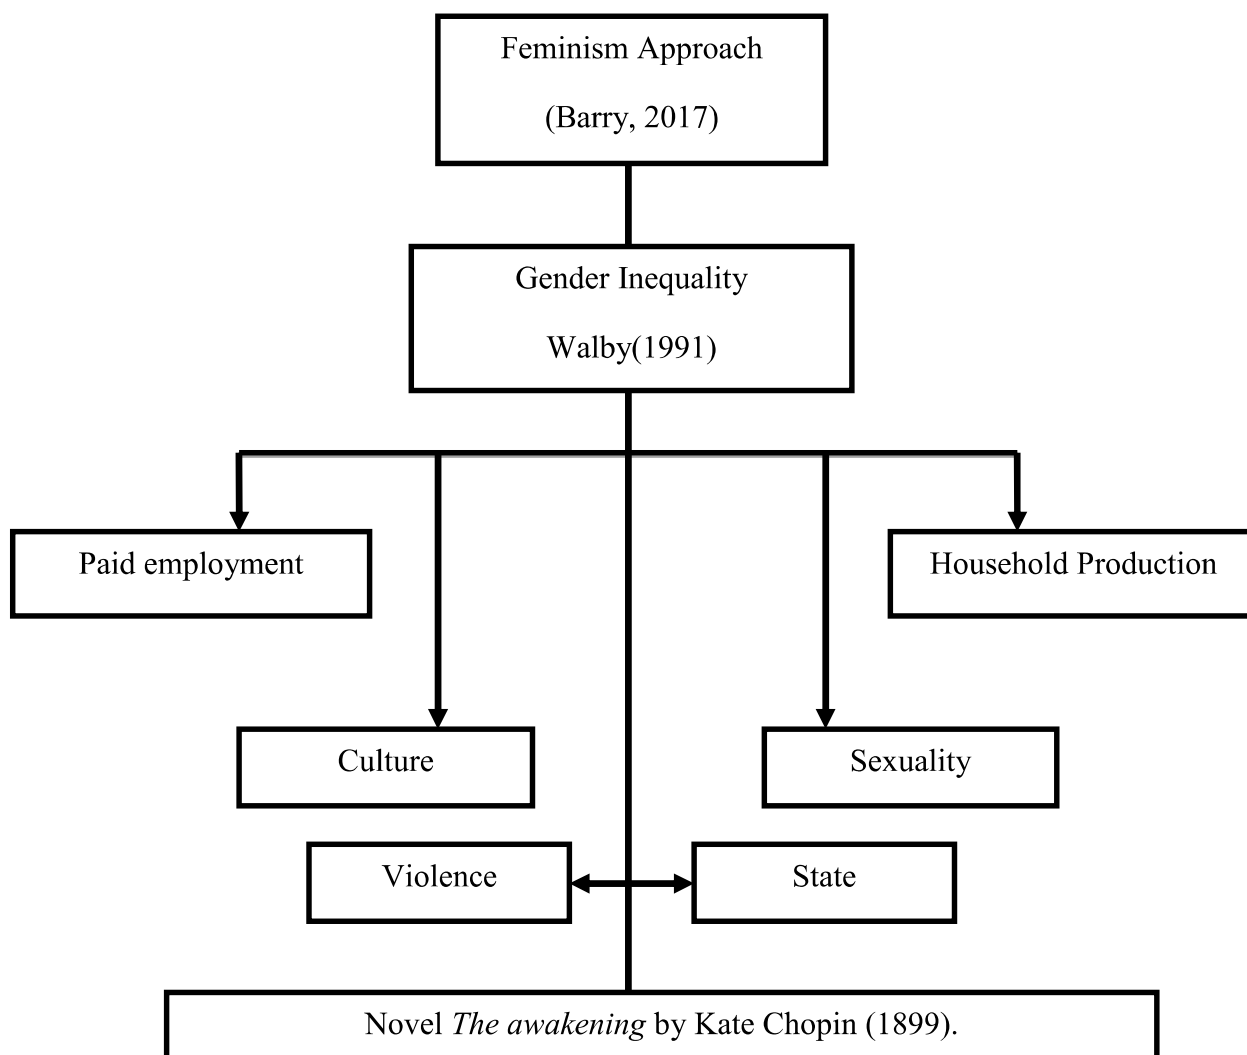 Feminism Approach
(Barry, 2017)
Gender Inequality
Walby(1991)
Paid employment
Household Production
Culture
Sexuality
Violence
State
Novel The awakening by Kate Chopin (1899).